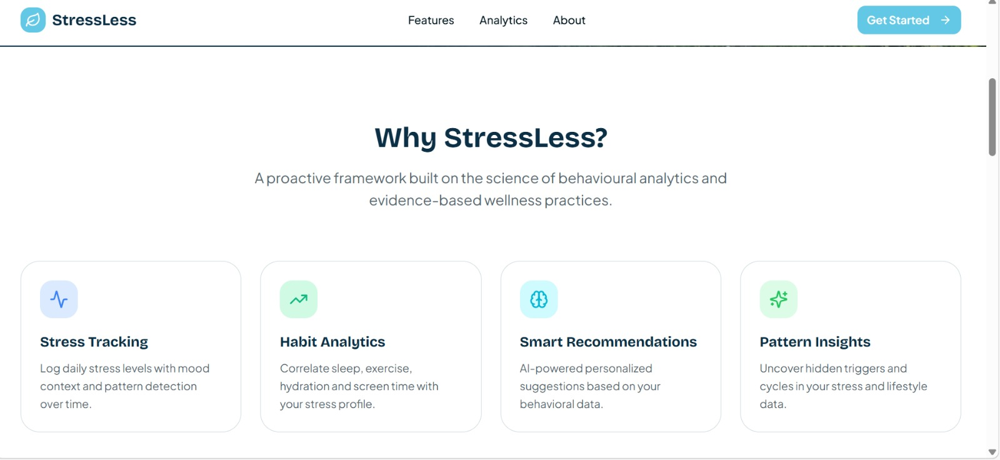 StressLess
Features
Analytics
About
Get Started
Why StressLess?
A proactive framework built on the science of behavioural analytics and
evidence-based wellness practices.
Stress Tracking
Log daily stress levels with mood
context and pattern detection
over time.
Habit Analytics
Correlate sleep, exercise,
hydration and screen time with
your stress profile.
Smart Recommendations
AI-powered personalized
suggestions based on your
behavioral data.
Pattern Insights
Uncover hidden triggers and
cycles in your stress and lifestyle
data.